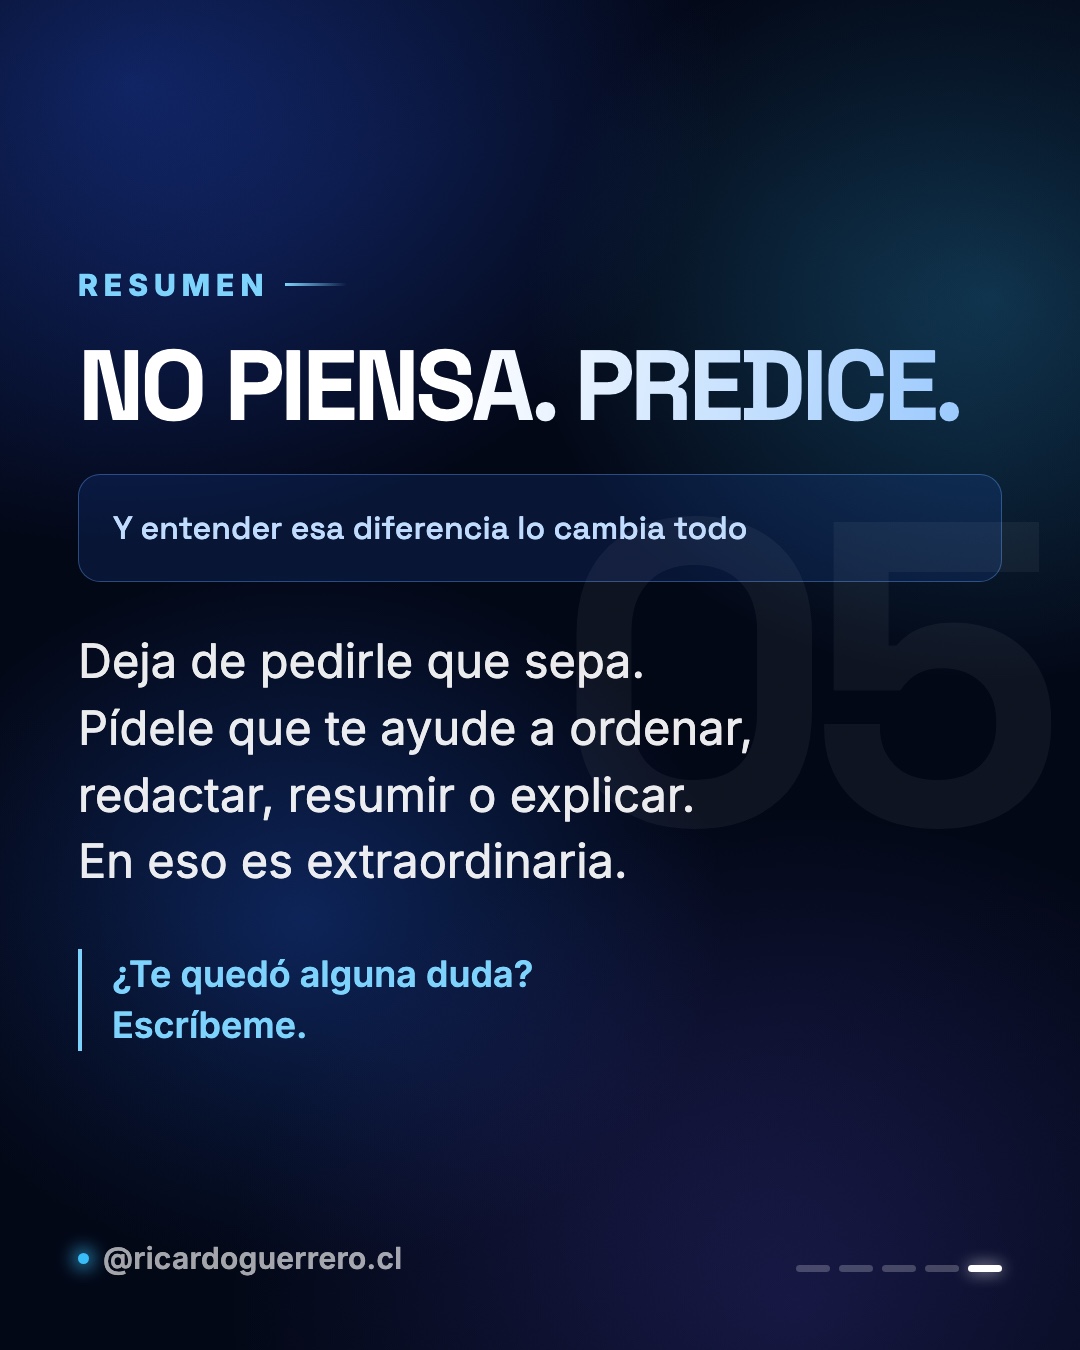 RESUMEN
NO PIENSA. PREDICE.
Y entender esa diferencia lo cambia todo
05
Deja de pedirle que sepa.
Pídele que te ayude a ordenar,
redactar, resumir o explicar.
En eso es extraordinaria.
¿Te quedó alguna duda?
Escríbeme.
@ricardoguerrero.cl